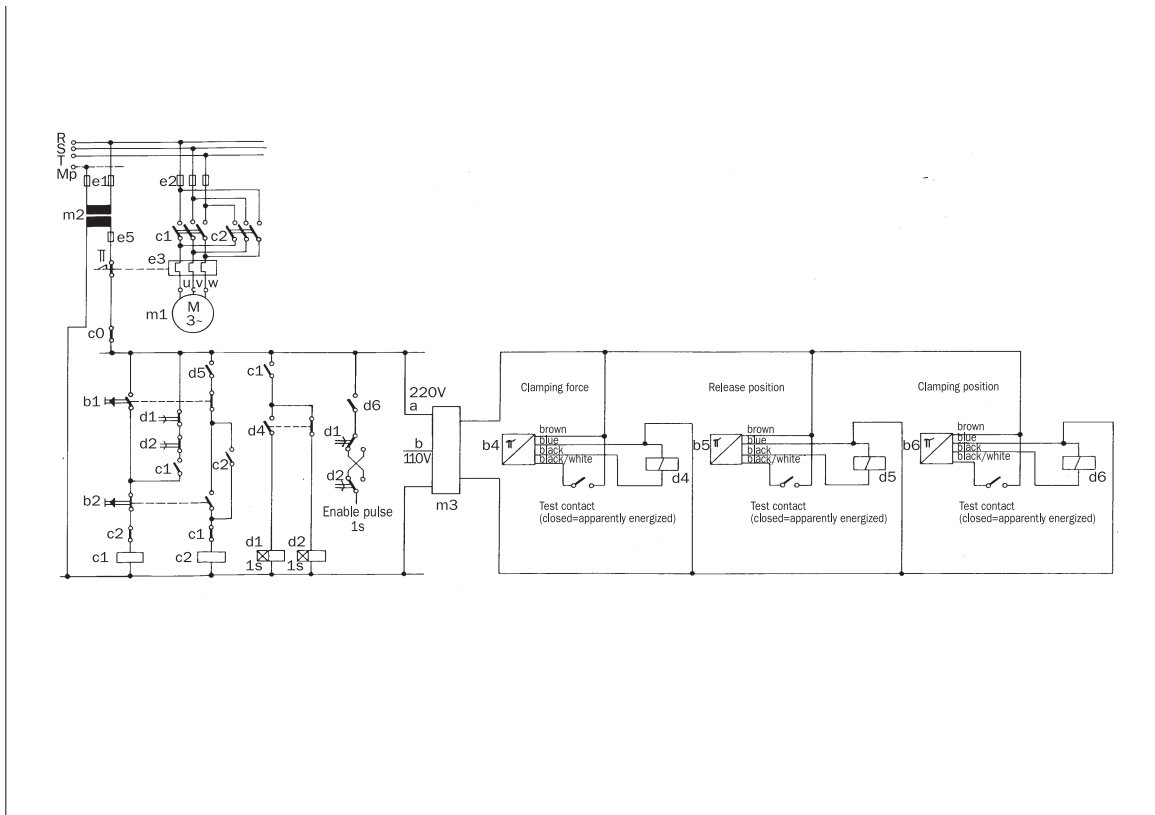 R
S
T
Mp
e1
e2
m2
e5
c1
c2
e3
u v w
m1
M
3~
c0
d5
c1
b1
d1
d2
c1
c2
b2
c2
c1
c1
c2
d4
d1
1s
d2
1s
d6
d1
d2
Enable pulse
1s
220V
a
b
110V
m3
Clamping force
b4
brown
blue
black
black/white
d4
Test contact
(closed=apparently energized)
Release position
b5
brown
blue
black
black/white
d5
Test contact
(closed=apparently energized)
Clamping position
b6
brown
blue
black
black/white
d6
Test contact
(closed=apparently energized)